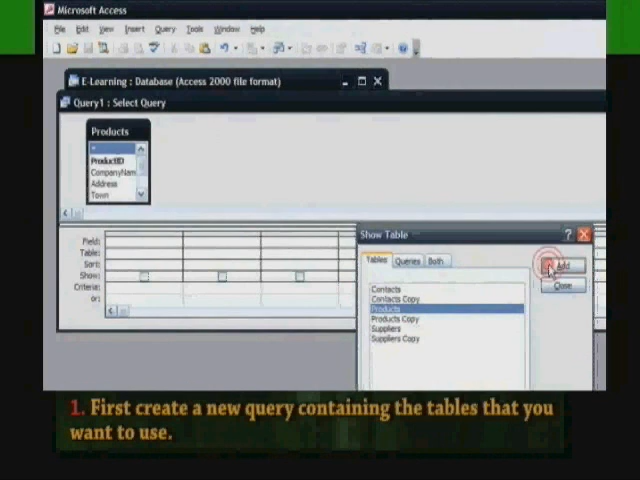 Microsoft Access
File Edit View Insert Query Tools Window Help
E-Learning : Database (Access 2000 file format)
Query1 : Select Query
Products
*
ProductID
CompanyNam
Address
Town
Field:
Table:
Sort:
Show:
Criteria:
or:
Show Table
Tables Queries Both
Add
Close
Contacts
Contacts Copy
Products
Products Copy
Suppliers
Suppliers Copy
1. First create a new query containing the tables that you
want to use.